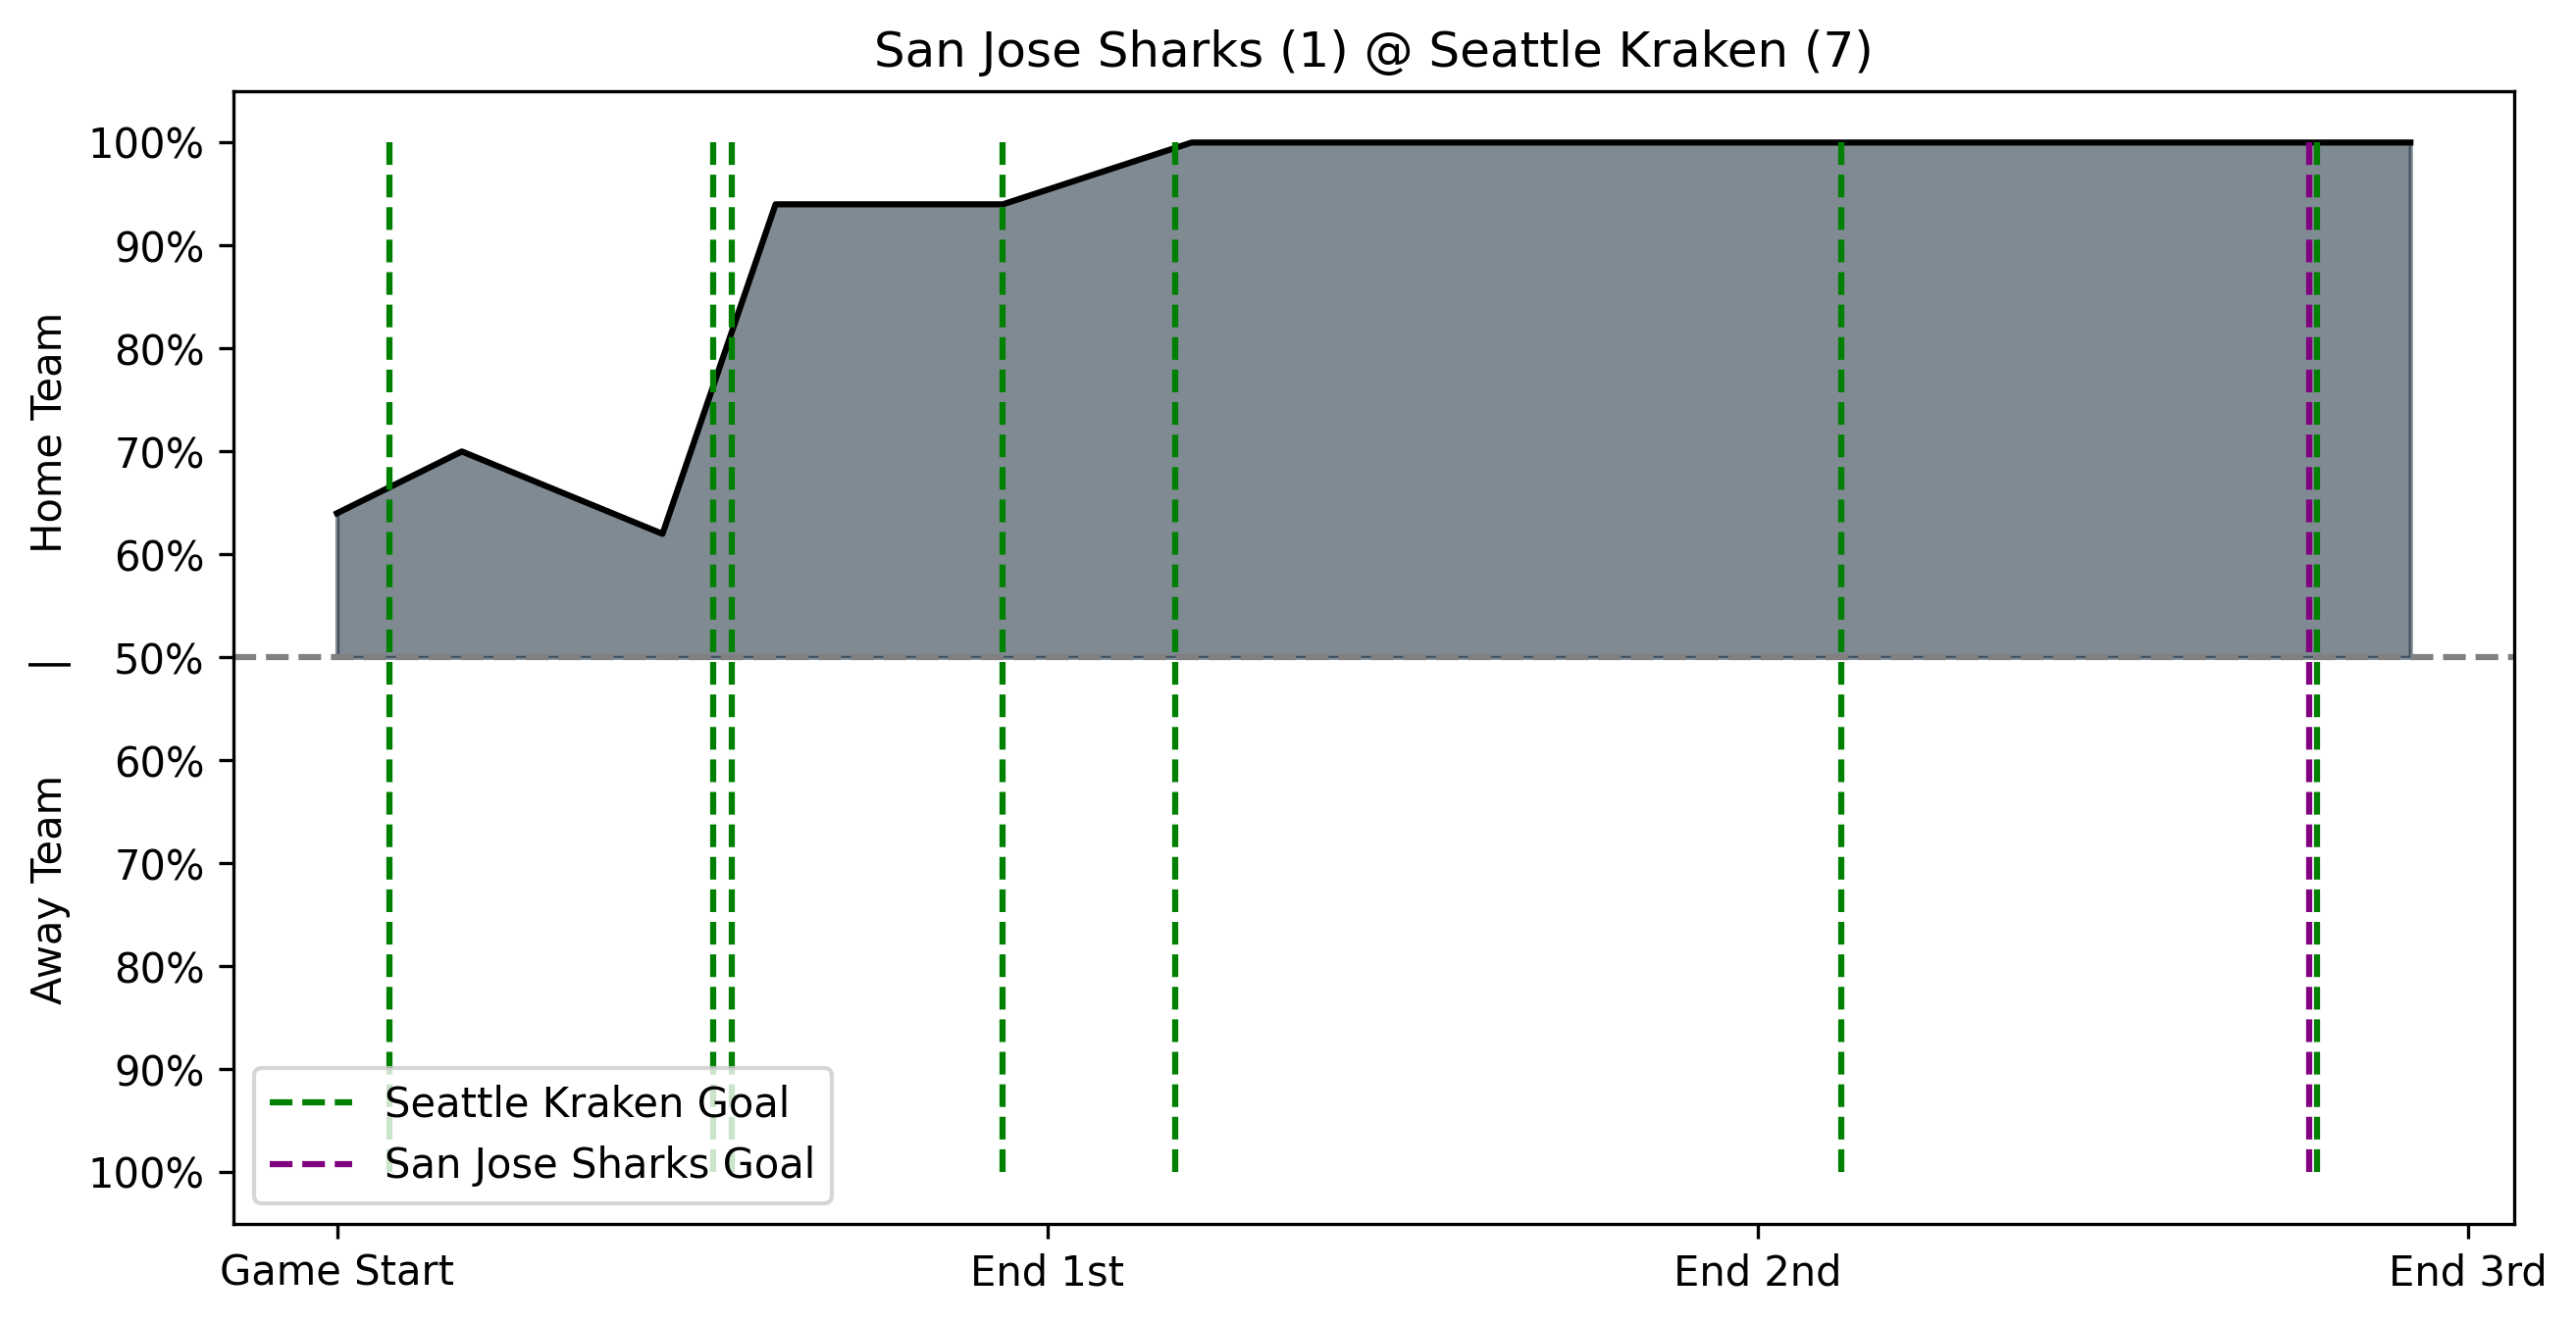 San Jose Sharks (1) @ Seattle Kraken (7)
100%
90%
80%
70%
60%
50%
60%
70%
80%
90%
100%
Away Team | Home Team
Seattle Kraken Goal
San Jose Sharks Goal
Game Start
End 1st
End 2nd
End 3rd